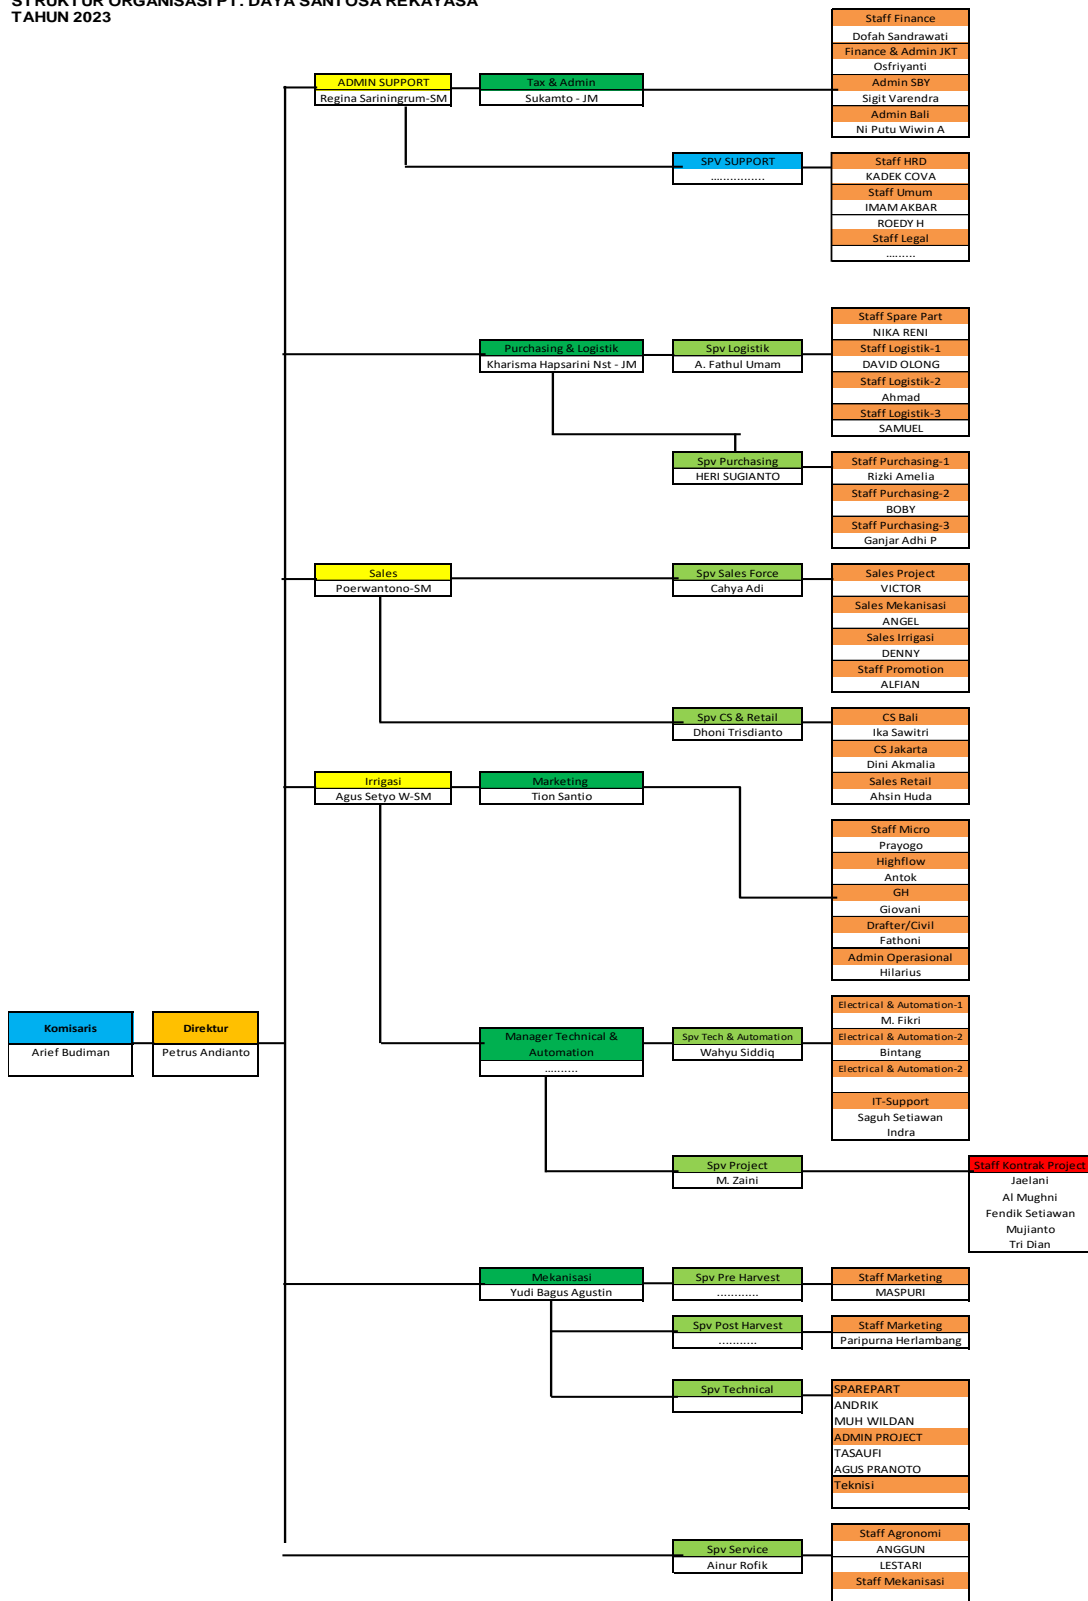 STRUKTUR ORGANISASI PT. DAYA SANTOSA REKAYASA
TAHUN 2023
Staff Finance
Dofah Sandrawati
Finance & Admin JKT
Osfriyanti
Admin SBY
Sigit Varendra
Admin Bali
Ni Putu Wiwin A
ADMIN SUPPORT
Regina Sariningrum-SM
Tax & Admin
Sukamto - JM
SPV SUPPORT
................
Staff HRD
KADEK COVA
Staff Umum
IMAM AKBAR
ROEDY H
Staff Legal
..........
Purchasing & Logistik
Kharisma Hapsarini Nst - JM
Spv Logistik
A. Fathul Umam
Staff Spare Part
NIKA RENI
Staff Logistik-1
DAVID OLONG
Staff Logistik-2
Ahmad
Staff Logistik-3
SAMUEL
Spv Purchasing
HERI SUGIANTO
Staff Purchasing-1
Rizki Amelia
Staff Purchasing-2
BOBY
Staff Purchasing-3
Ganjar Adhi P
Sales
Poerwantono-SM
Spv Sales Force
Cahya Adi
Sales Project
VICTOR
Sales Mekanisasi
ANGEL
Sales Irrigasi
DENNY
Staff Promotion
ALFIAN
Spv CS & Retail
Dhoni Trisdianto
CS Bali
Ika Sawitri
CS Jakarta
Dini Akmalia
Sales Retail
Ahsin Huda
Irrigasi
Agus Setyo W-SM
Marketing
Tion Santio
Staff Micro
Prayogo
Highflow
Antok
GH
Giovani
Drafter/Civil
Fathoni
Admin Operasional
Hilarius
Komisaris
Arief Budiman
Direktur
Petrus Andianto
Manager Technical &
Automation
..........
Spv Tech & Automation
Wahyu Siddiq
Electrical & Automation-1
M. Fikri
Electrical & Automation-2
Bintang
Electrical & Automation-2
IT-Support
Saguh Setiawan
Indra
Spv Project
M. Zaini
Staff Kontrak Project
Jaelani
Al Mughni
Fendik Setiawan
Mujianto
Tri Dian
Mekanisasi
Yudi Bagus Agustin
Spv Pre Harvest
............
Staff Marketing
MASPURI
Spv Post Harvest
...........
Staff Marketing
Paripurna Herlambang
Spv Technical
SPAREPART
ANDRIK
MUH WILDAN
ADMIN PROJECT
TASAUFI
AGUS PRANOTO
Teknisi
Spv Service
Ainur Rofik
Staff Agronomi
ANGGUN
LESTARI
Staff Mekanisasi